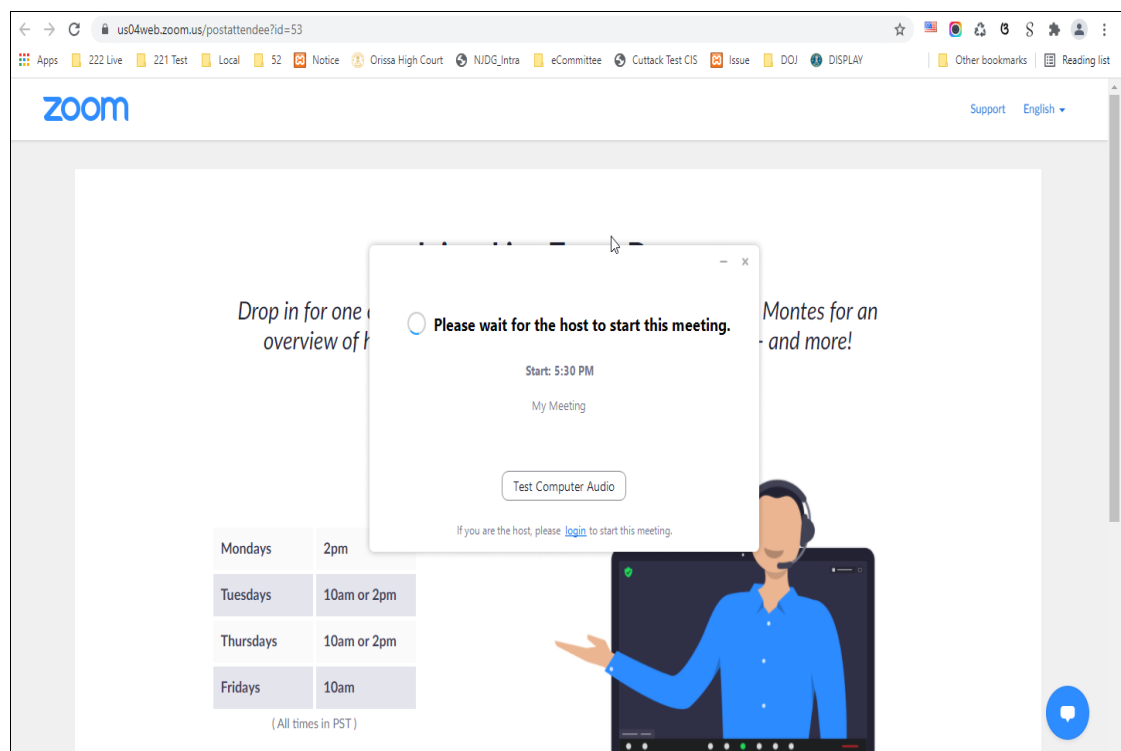 us04web.zoom.us/postattendee?id=53
Apps 222 Live 221 Test Local 52 Notice Orissa High Court NJDG_Intra eCommittee Cuttack Test CIS Issue DOJ DISPLAY Other bookmarks Reading list
zoom Support English
Drop in for one Montes for an
overview of and more!
Please wait for the host to start this meeting.
Start: 5:30 PM
My Meeting
Test Computer Audio
If you are the host, please login to start this meeting.
Mondays 2pm
Tuesdays 10am or 2pm
Thursdays 10am or 2pm
Fridays 10am
( All times in PST )